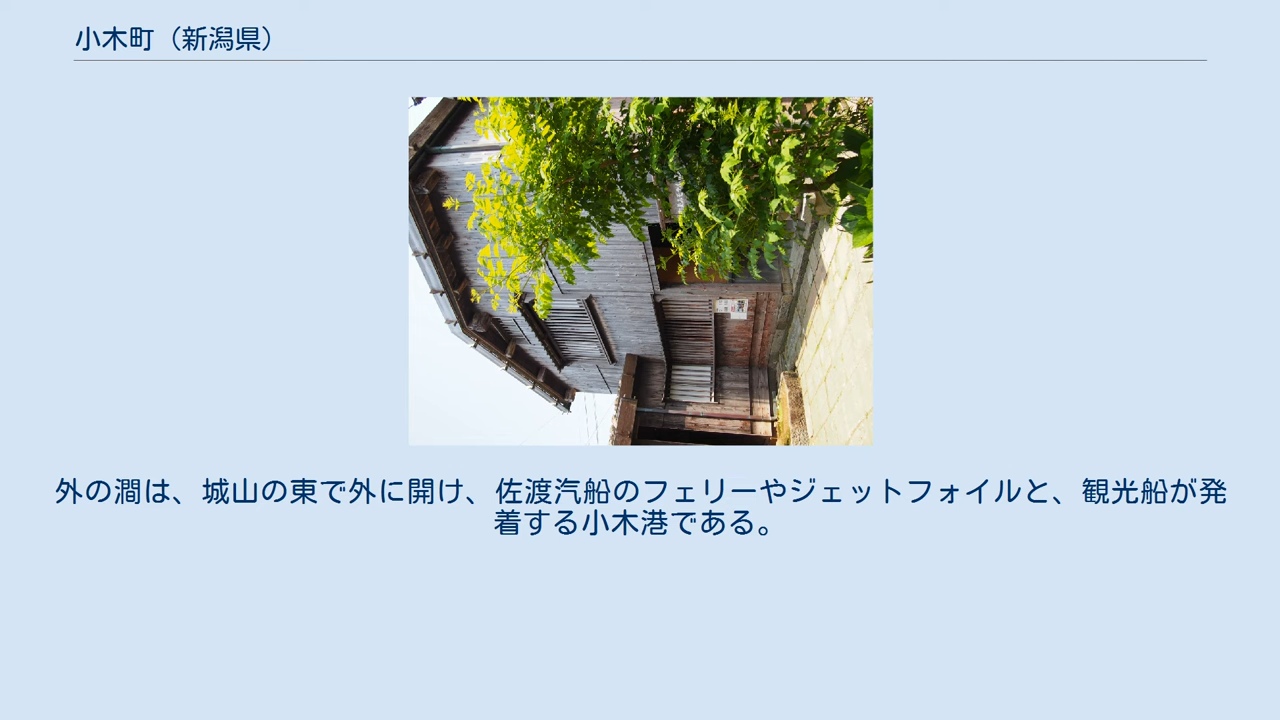 小木町（新潟県）
外の澗は、城山の東で外に開け、佐渡汽船のフェリーやジェットフォイルと、観光船が発
着する小木港である。